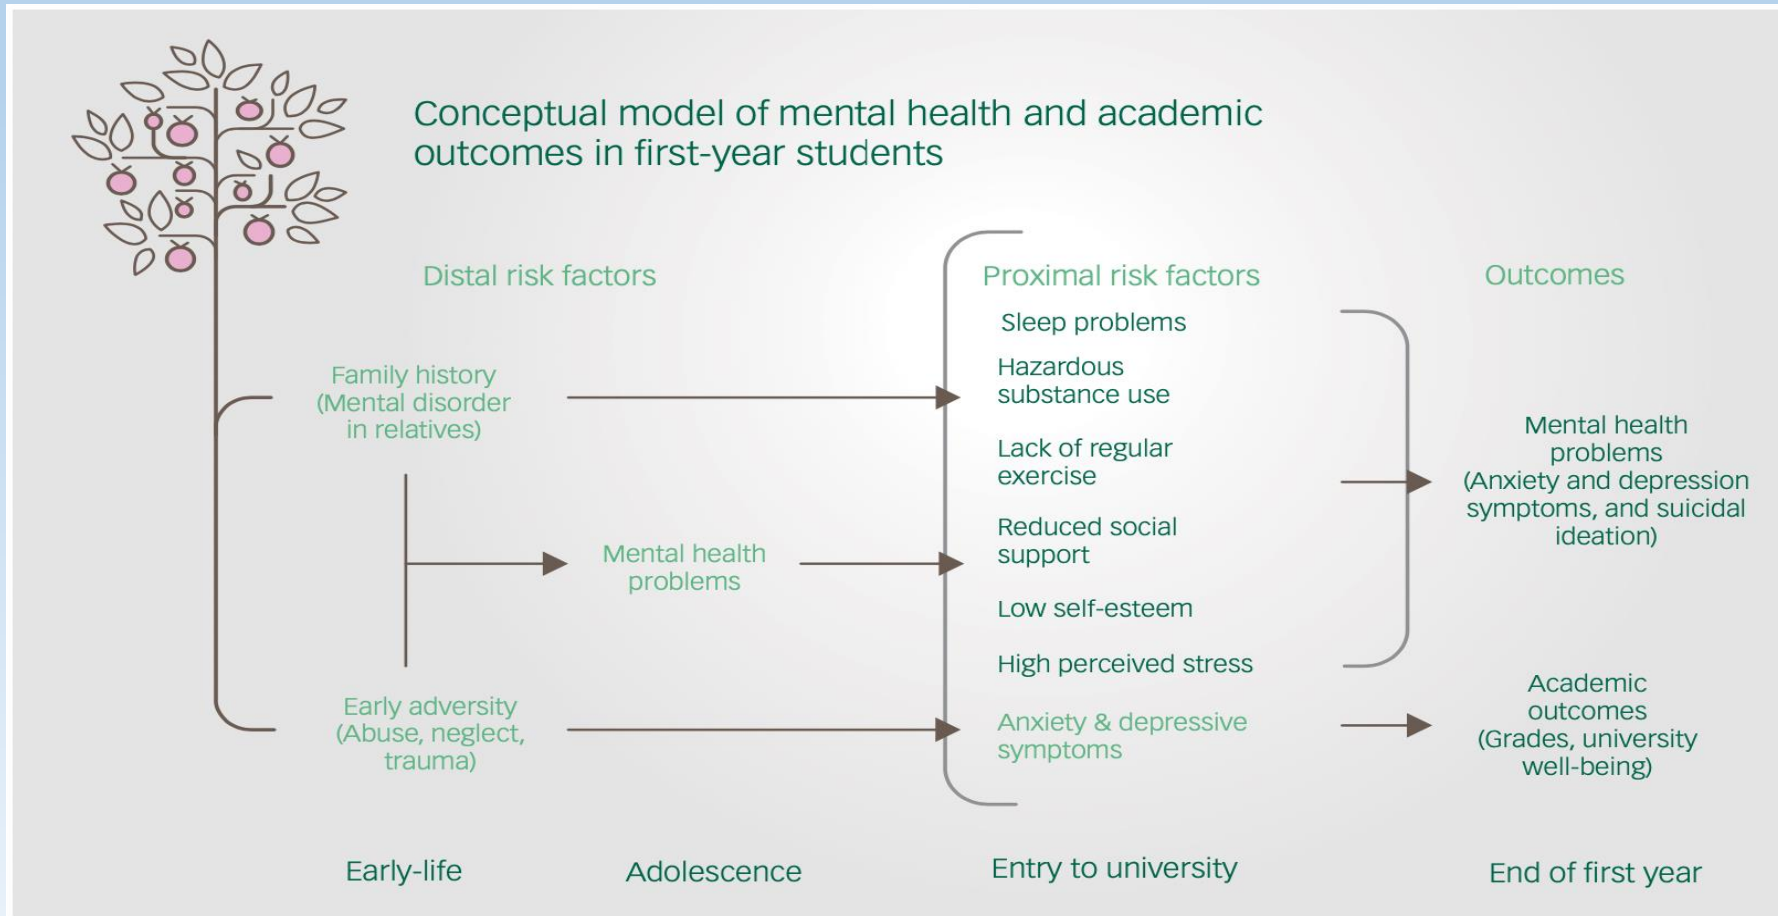 Conceptual model of mental health and academic
outcomes in first-year students
Distal risk factors
Proximal risk factors
Outcomes
Family history
(Mental disorder
in relatives)
Mental health
problems
Early adversity
(Abuse, neglect,
trauma)
Sleep problems
Hazardous
substance use
Lack of regular
exercise
Reduced social
support
Low self-esteem
High perceived stress
Anxiety & depressive
symptoms
Mental health
problems
(Anxiety and depression
symptoms, and suicidal
ideation)
Academic
outcomes
(Grades, university
well-being)
Early-life
Adolescence
Entry to university
End of first year